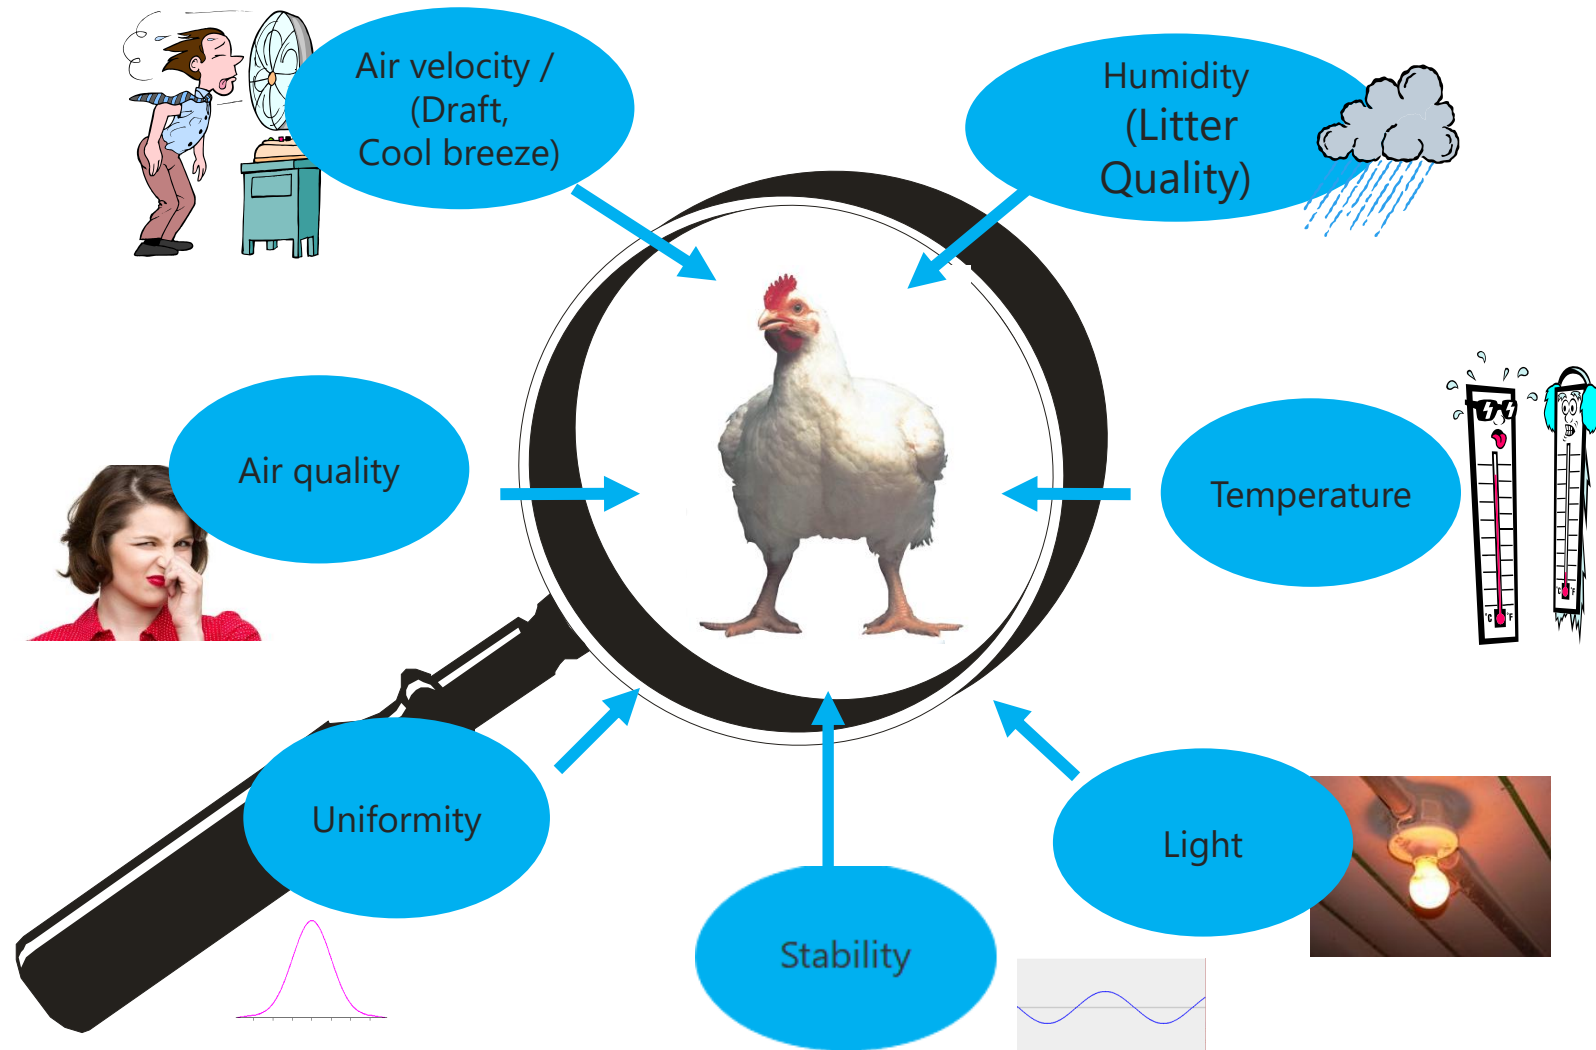 Air velocity /
(Draft,
Cool breeze)
Humidity
(Litter
Quality)
Air quality
Temperature
°C °F
°C °F
Uniformity
Light
Stability